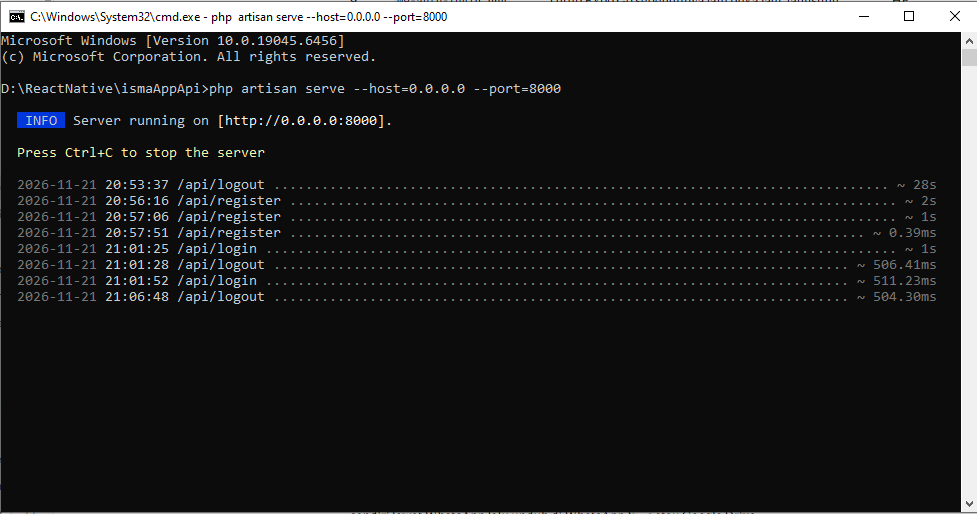 C:\Windows\System32\cmd.exe - php  artisan serve --host=0.0.0.0 --port=8000
Microsoft Windows [Version 10.0.19045.6456]
(c) Microsoft Corporation. All rights reserved.
D:\ReactNative\ismaAppApi>php artisan serve --host=0.0.0.0 --port=8000
INFO  Server running on [http://0.0.0.0:8000].
Press Ctrl+C to stop the server
2026-11-21 20:53:37 /api/logout ............................................................................. ~ 28s
2026-11-21 20:56:16 /api/register ............................................................................ ~ 2s
2026-11-21 20:57:06 /api/register ............................................................................ ~ 1s
2026-11-21 20:57:51 /api/register ........................................................................ ~ 0.39ms
2026-11-21 21:01:25 /api/login ............................................................................... ~ 1s
2026-11-21 21:01:28 /api/logout ........................................................................ ~ 506.41ms
2026-11-21 21:01:52 /api/login ......................................................................... ~ 511.23ms
2026-11-21 21:06:48 /api/logout ........................................................................ ~ 504.30ms